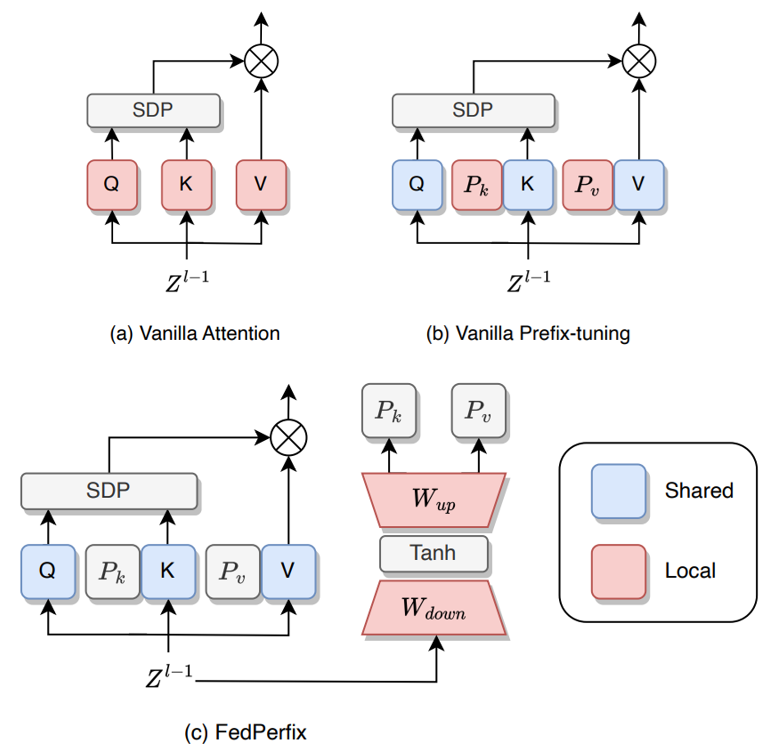 SDP
Q K V
Z^{l-1}
(a) Vanilla Attention
SDP
Q P_k K P_v V
Z^{l-1}
(b) Vanilla Prefix-tuning
SDP
Q P_k K P_v V
Z^{l-1}
P_k P_v
W_{up}
Tanh
W_{down}
Shared
Local
(c) FedPerfix